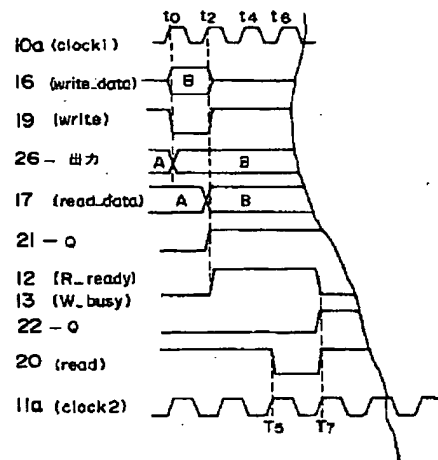 t0 t2 t4 t6
10a (clock1)
16 (write_data) B
19 (write)
26-出力 A B
17 (read_data) A B
21-Q
12 (R_ready)
13 (W_busy)
22-Q
20 (read)
11a (clock2)
T5 T7